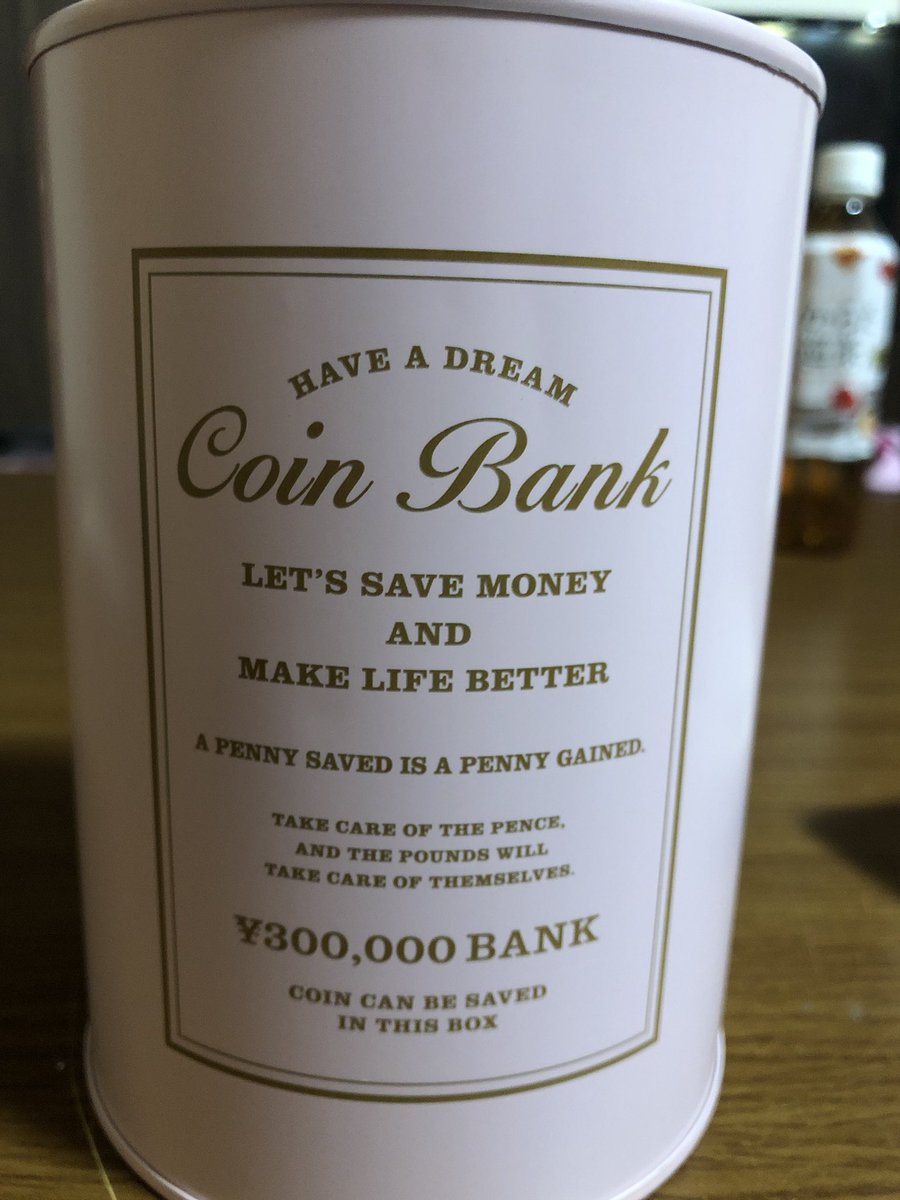 HAVE A DREAM
Coin Bank
LET'S SAVE MONEY
AND
MAKE LIFE BETTER
A PENNY SAVED IS A PENNY GAINED.
TAKE CARE OF THE PENCE,
AND THE POUNDS WILL
TAKE CARE OF THEMSELVES.
¥300,000 BANK
COIN CAN BE SAVED
IN THIS BOX